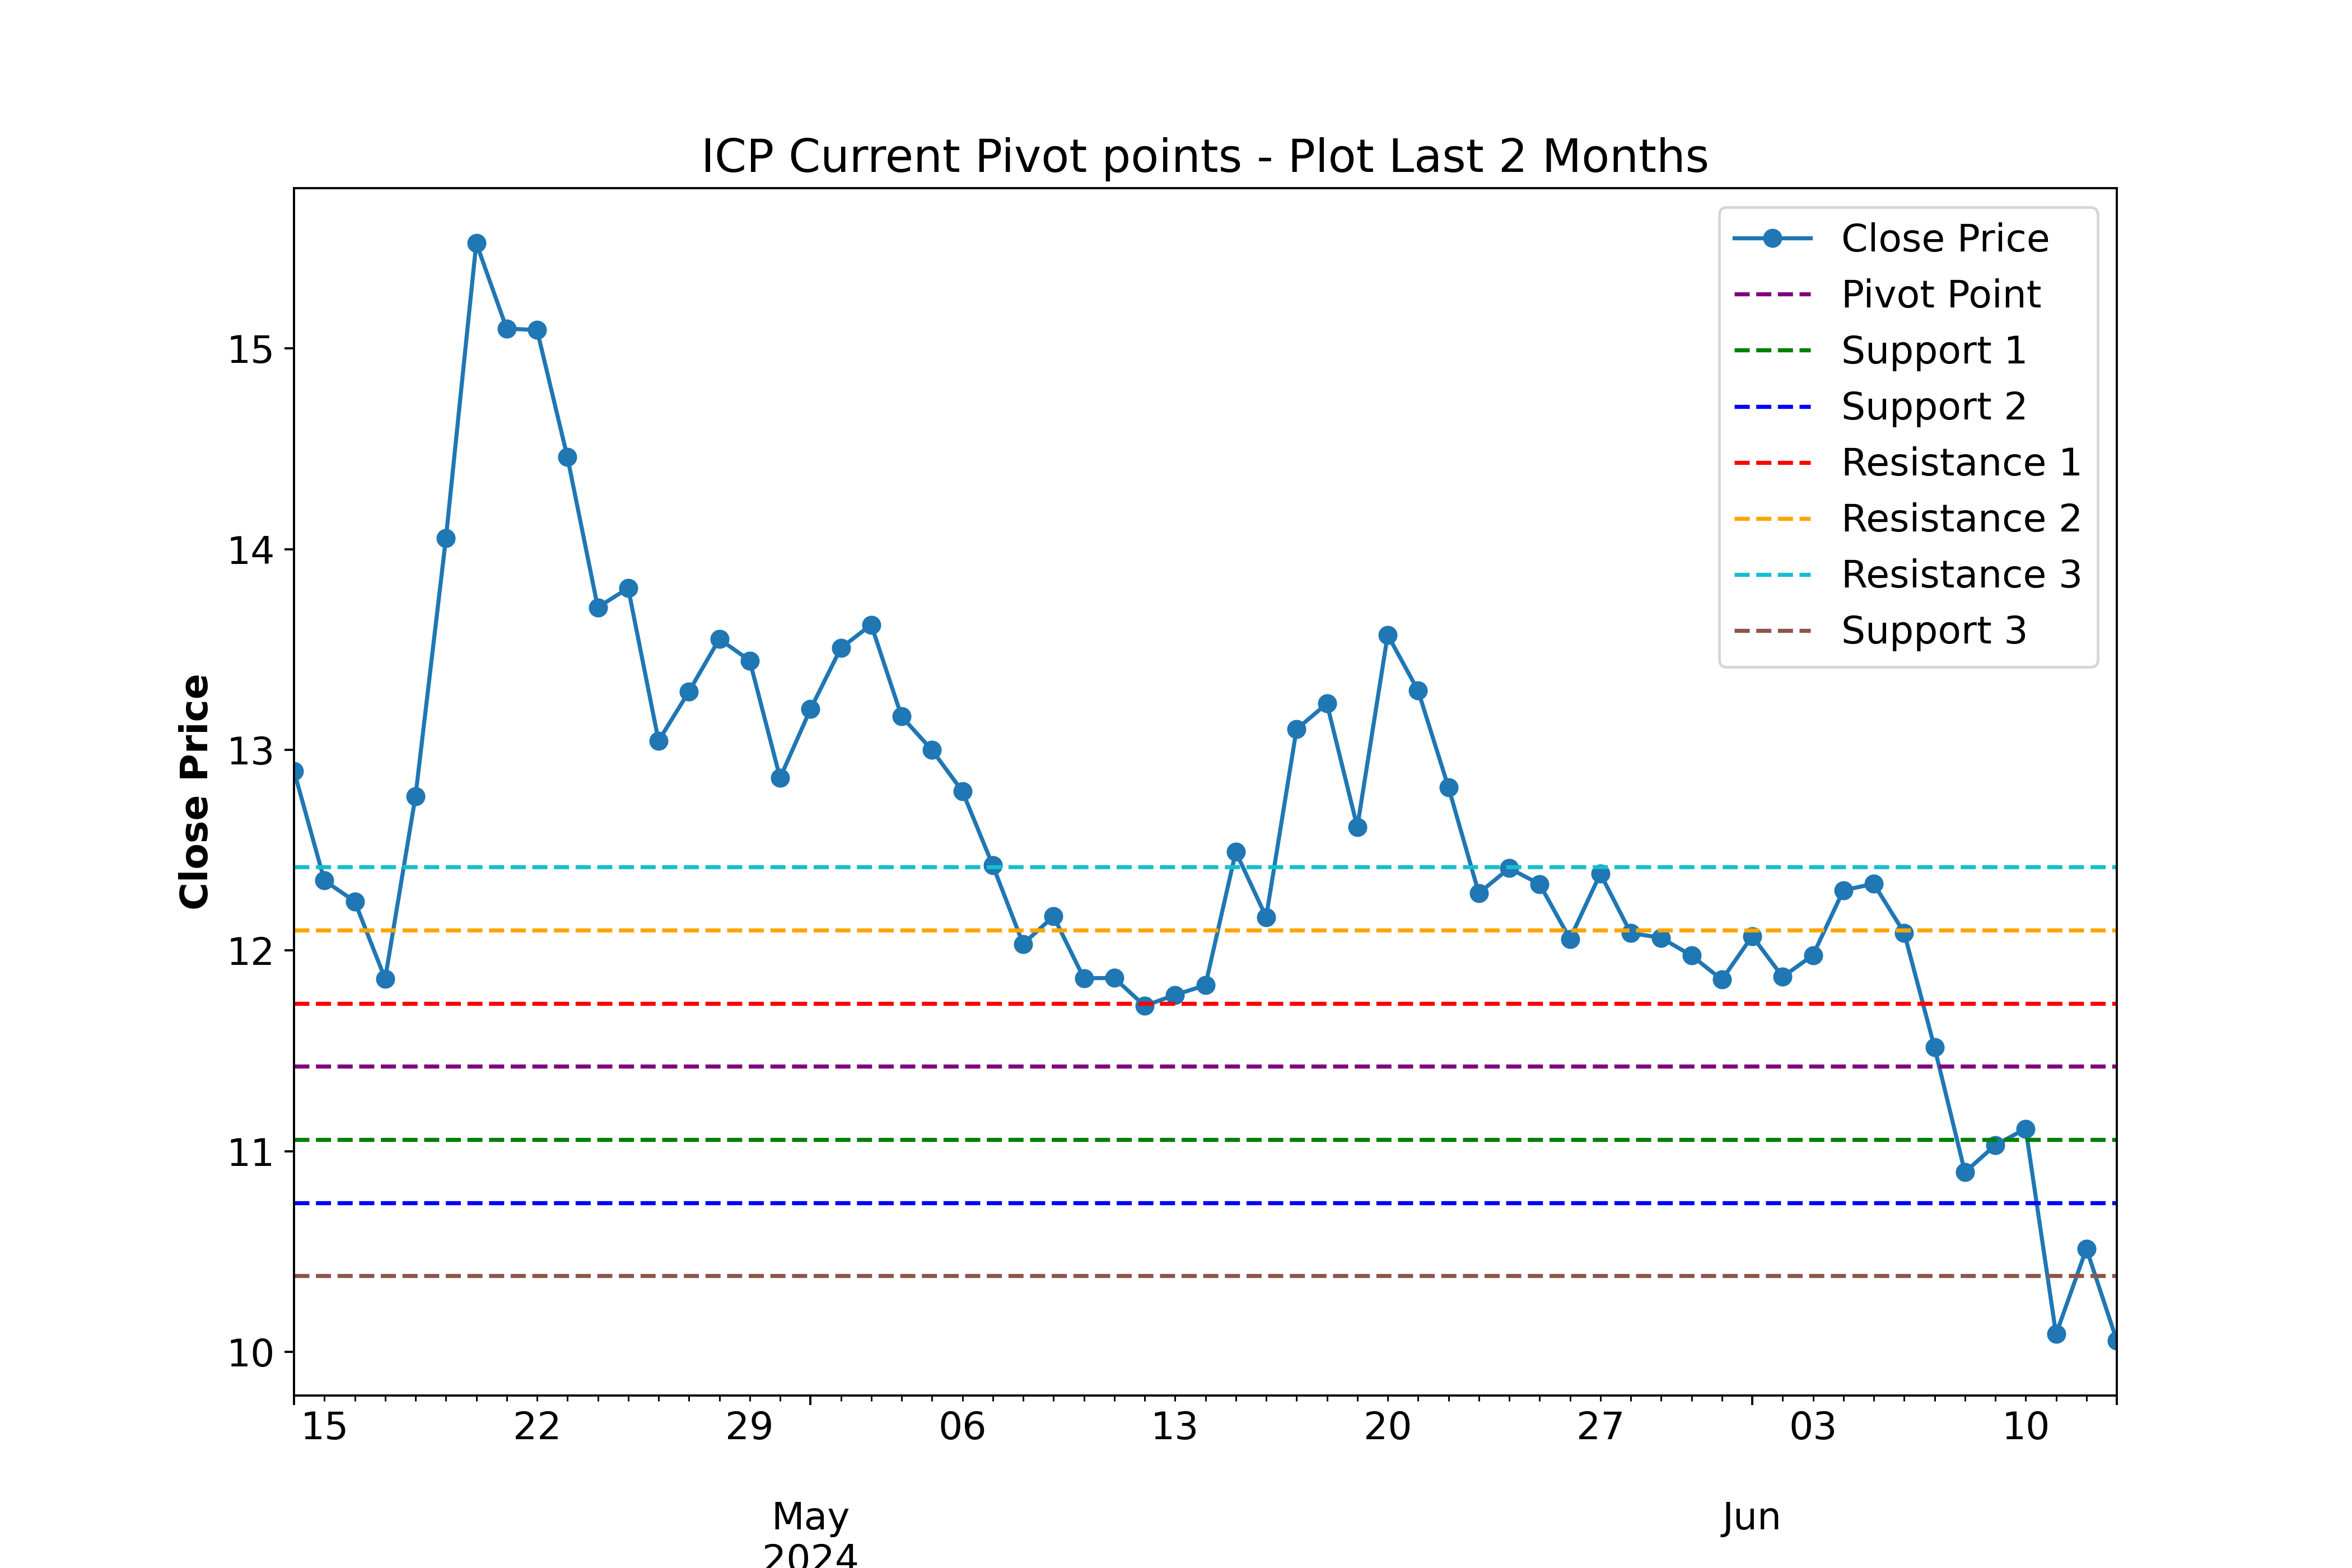 ICP Current Pivot points - Plot Last 2 Months
Close Price
Pivot Point
Support 1
Support 2
Resistance 1
Resistance 2
Resistance 3
Support 3
Close Price
15
14
13
12
11
10
15 22 29 06 13 20 27 03 10
May Jun
2024